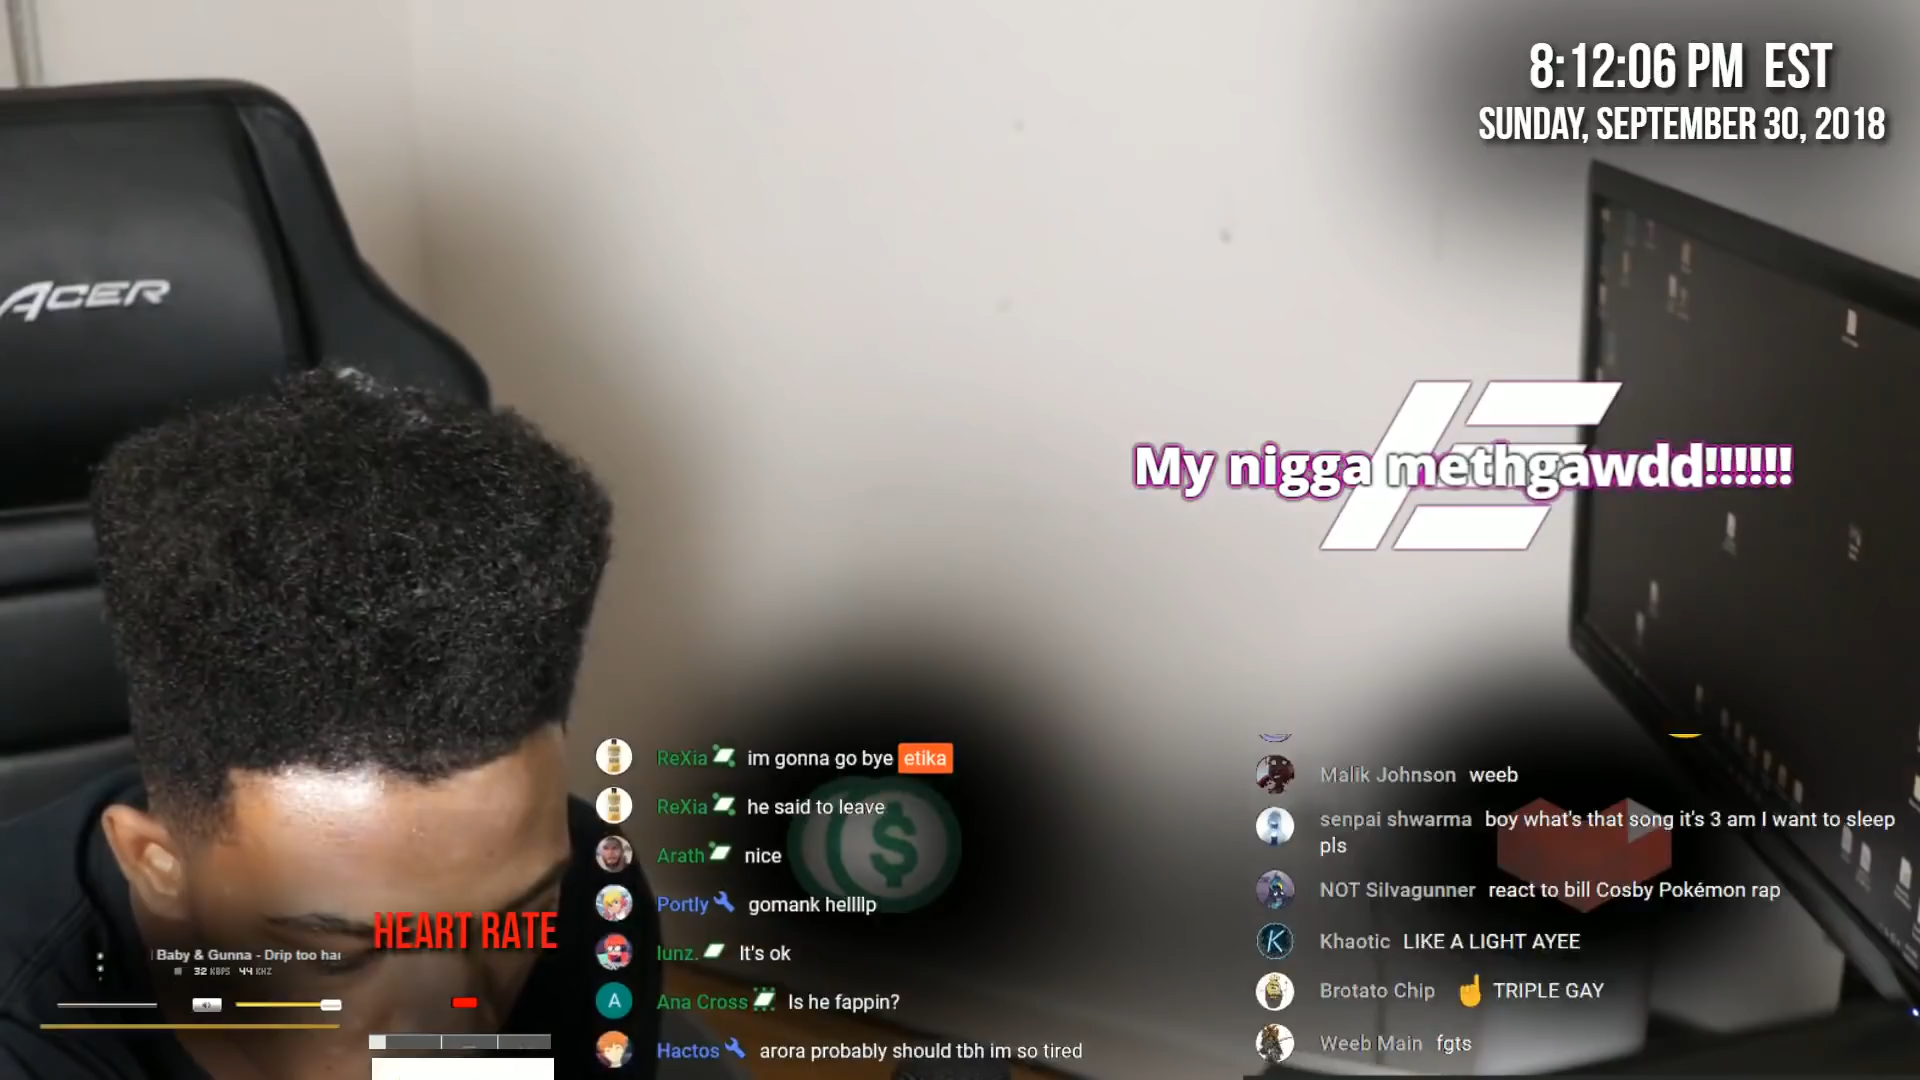 8:12:06 PM EST
SUNDAY, SEPTEMBER 30, 2018
ACER
My nigga methgawdd!!!!!!
ReXia im gonna go bye etika
ReXia he said to leave
Arath nice
Portly gomank hellllp
lunz. It's ok
Ana Cross Is he fappin?
Hactos arora probably should tbh im so tired
Malik Johnson weeb
senpai shwarma boy what's that song it's 3 am I want to sleep
pls
NOT Silvagunner react to bill Cosby Pokémon rap
Khaotic LIKE A LIGHT AYEE
Brotato Chip ☝ TRIPLE GAY
Weeb Main fgts
HEART RATE
Baby & Gunna - Drip too har
32 KBPS 44 KHZ
A
K
$